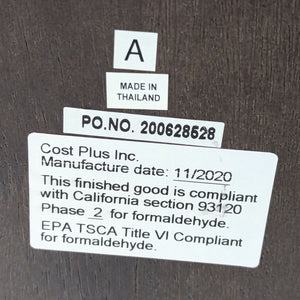 A
MADE IN
THAILAND
PO.NO. 200628628
Cost Plus Inc.
Manufacture date: 11/2020
This finished good is compliant
with California section 93120
Phase 2 for formaldehyde.
EPA TSCA Title VI Compliant
for formaldehyde.